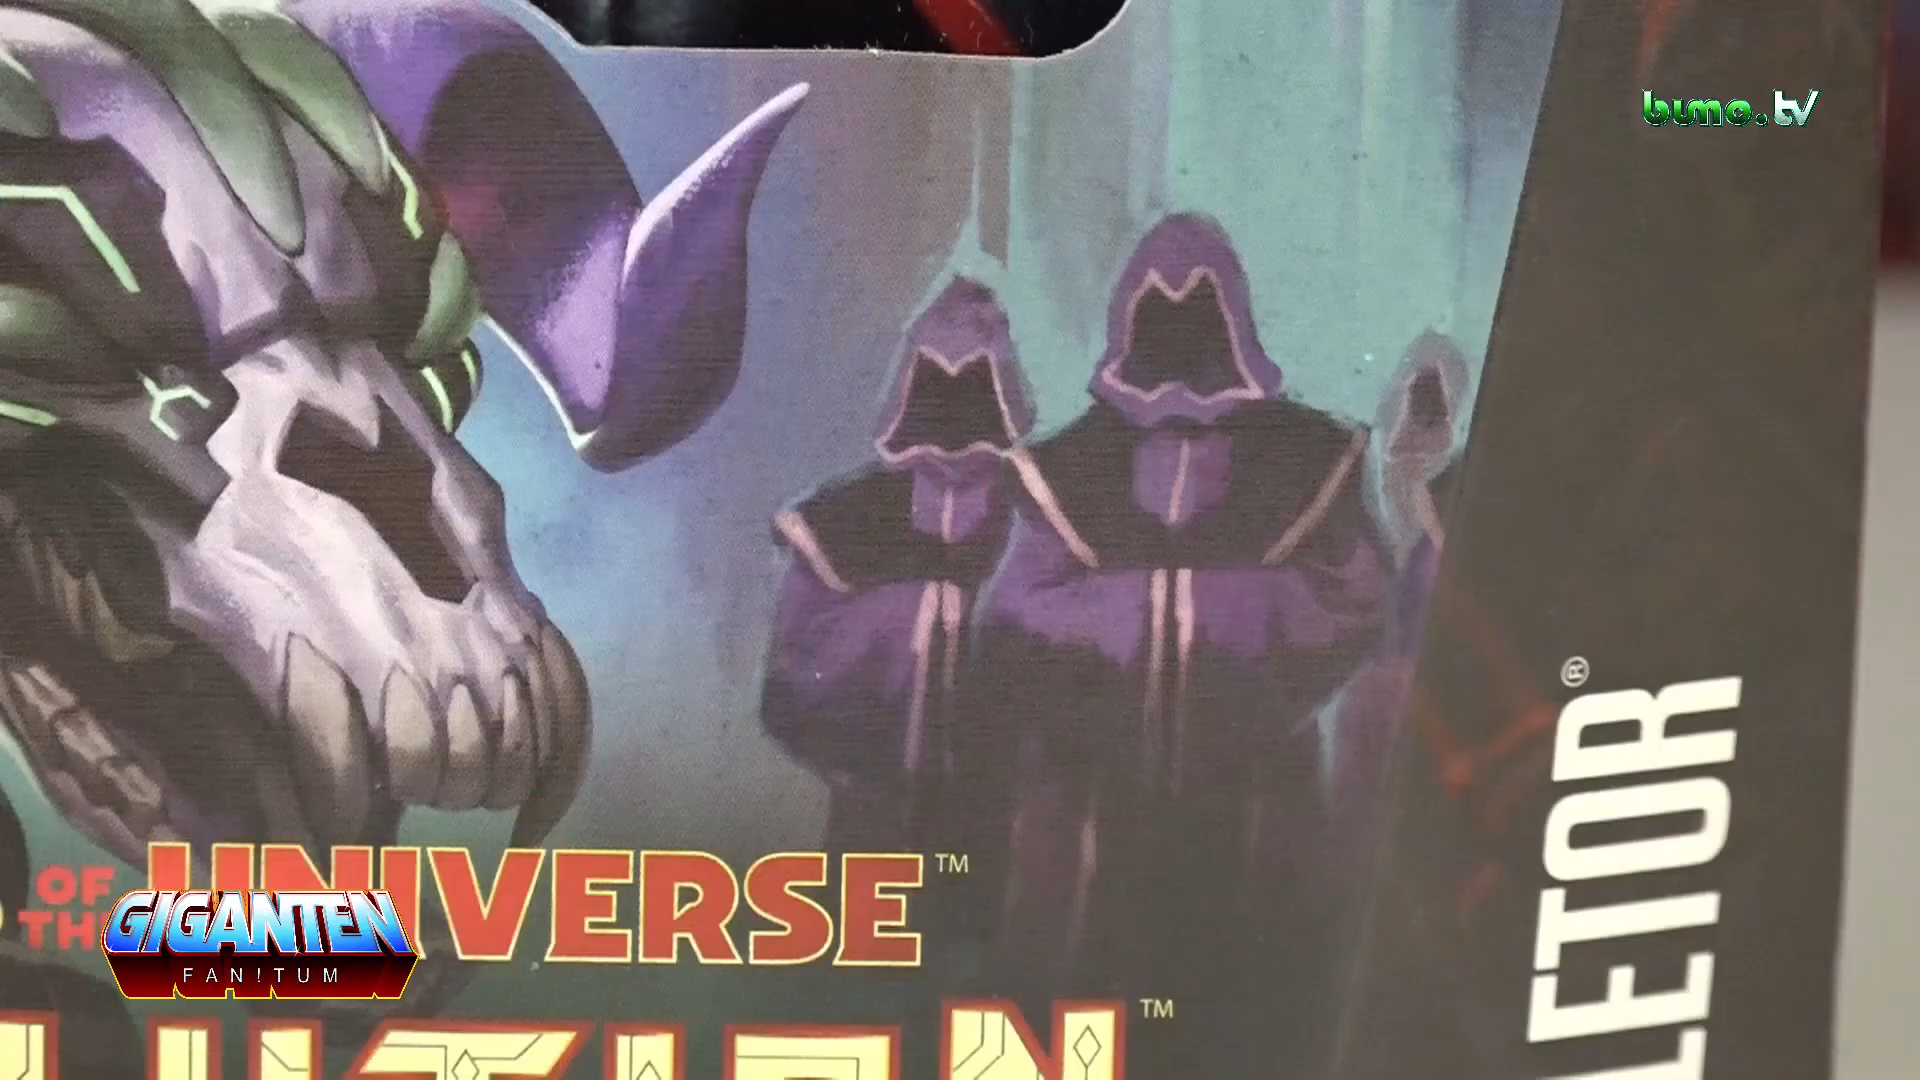 bumo.tv
OF
THE
UNIVERSE™
GIGANTEN
FAN!TUM
LETOR®
™